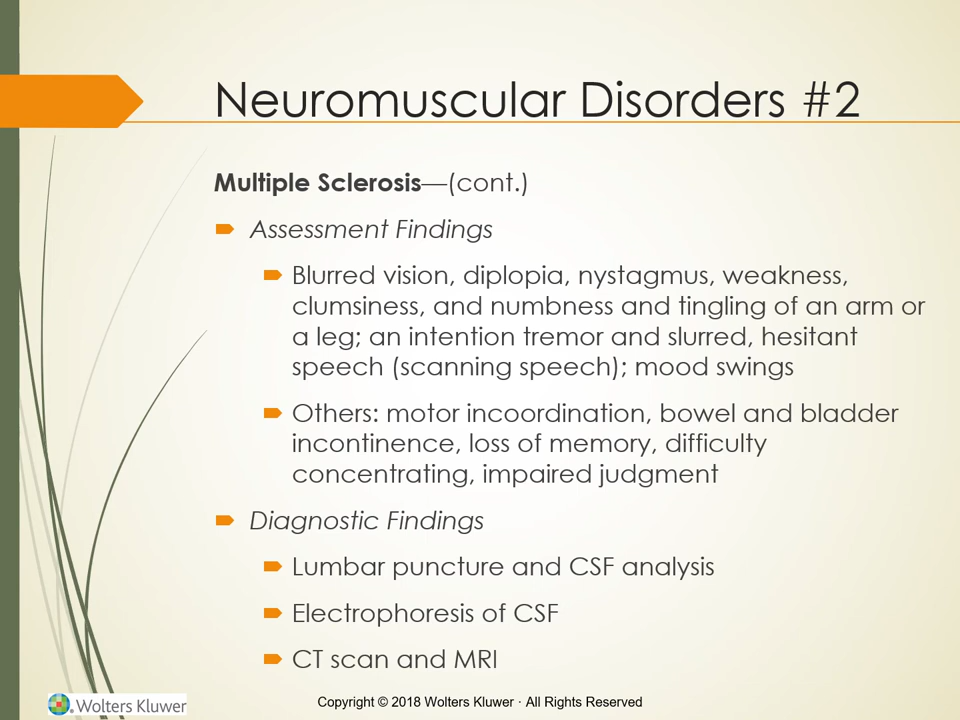 Neuromuscular Disorders #2
Multiple Sclerosis—(cont.)
Assessment Findings
Blurred vision, diplopia, nystagmus, weakness,
clumsiness, and numbness and tingling of an arm or
a leg; an intention tremor and slurred, hesitant
speech (scanning speech); mood swings
Others: motor incoordination, bowel and bladder
incontinence, loss of memory, difficulty
concentrating, impaired judgment
Diagnostic Findings
Lumbar puncture and CSF analysis
Electrophoresis of CSF
CT scan and MRI
Wolters Kluwer
Copyright © 2018 Wolters Kluwer · All Rights Reserved